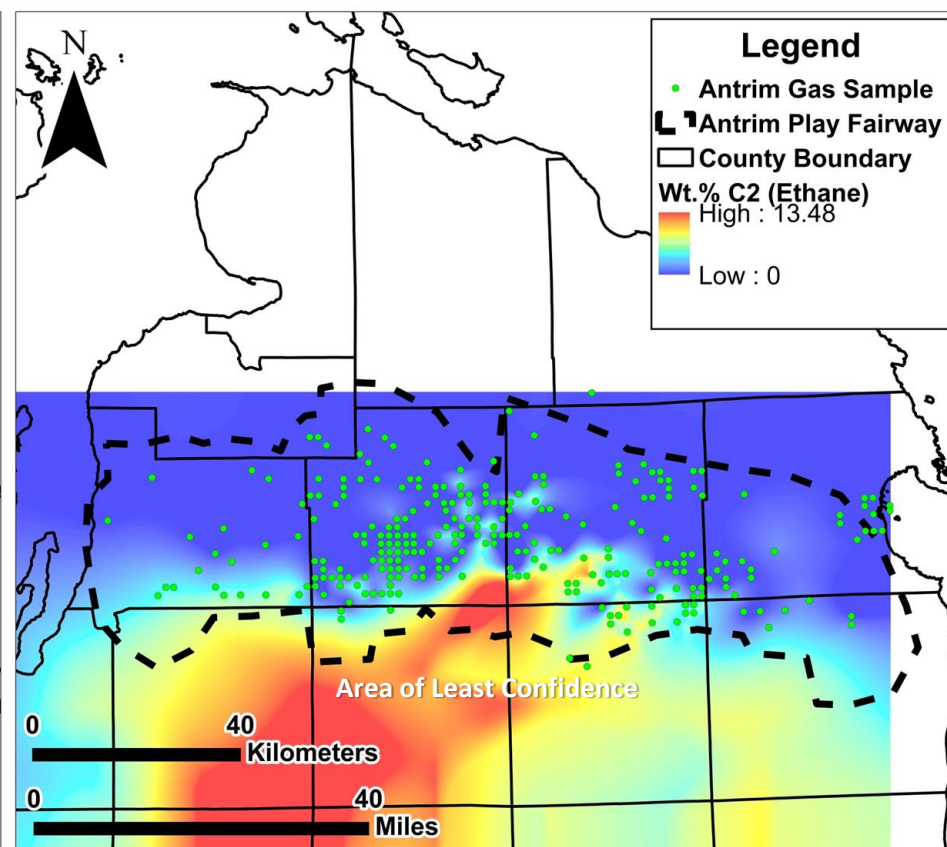 N
Legend
Antrim Gas Sample
Antrim Play Fairway
County Boundary
Wt.% C2 (Ethane)
High : 13.48
Low : 0
Area of Least Confidence
0 40
Kilometers
0 40
Miles